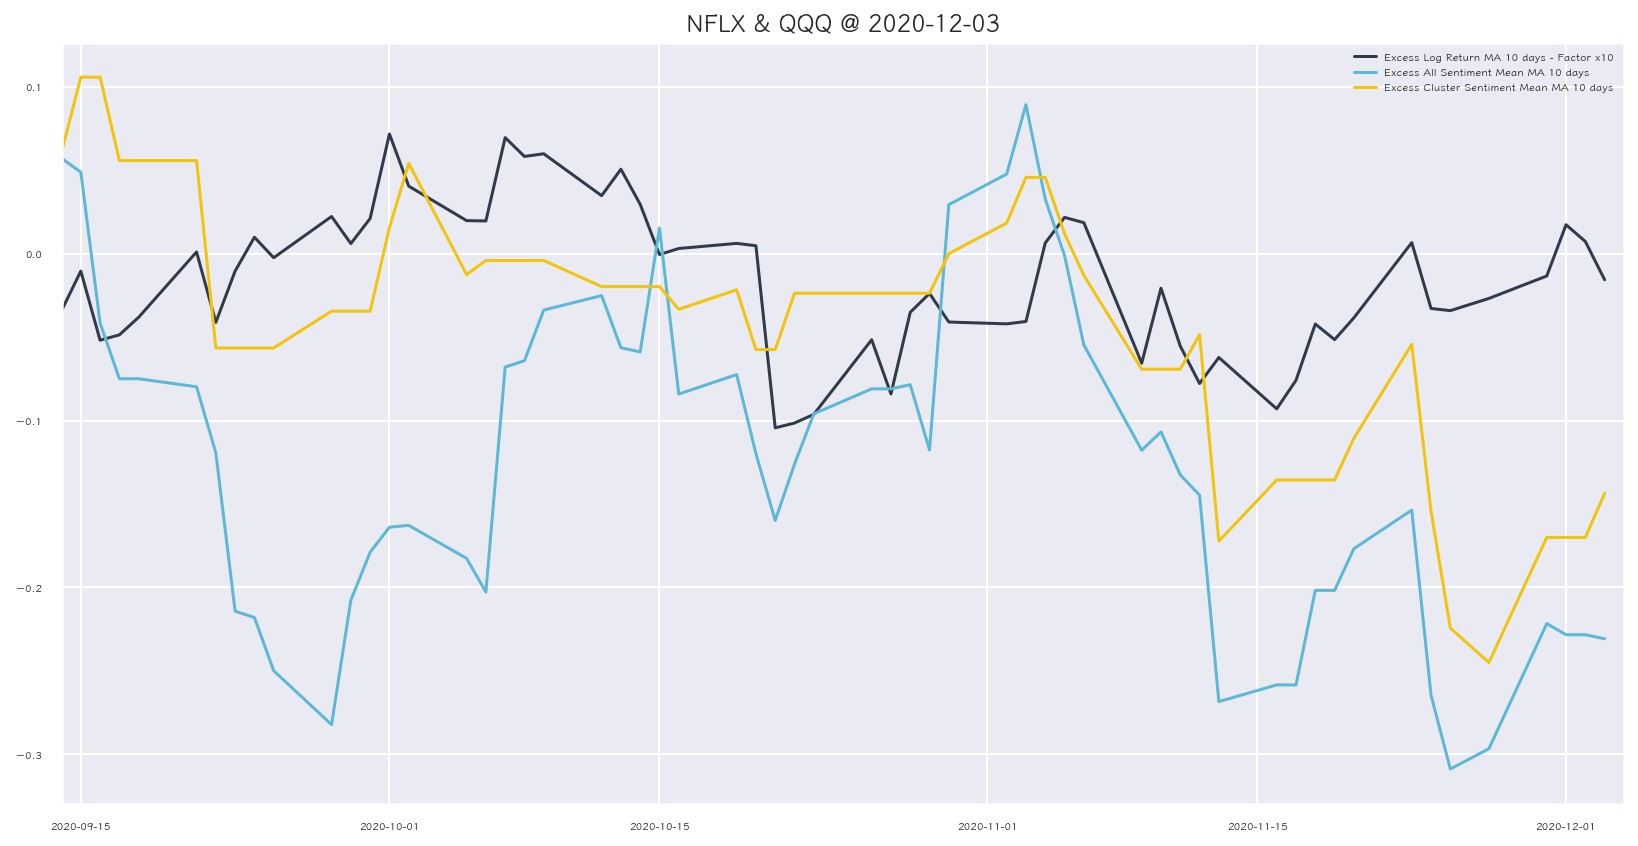 NFLX & QQQ @ 2020-12-03
Excess Log Return MA 10 days - Factor x10
Excess All Sentiment Mean MA 10 days
Excess Cluster Sentiment Mean MA 10 days
0.1
0.0
−0.1
−0.2
−0.3
2020-09-15 2020-10-01 2020-10-15 2020-11-01 2020-11-15 2020-12-01